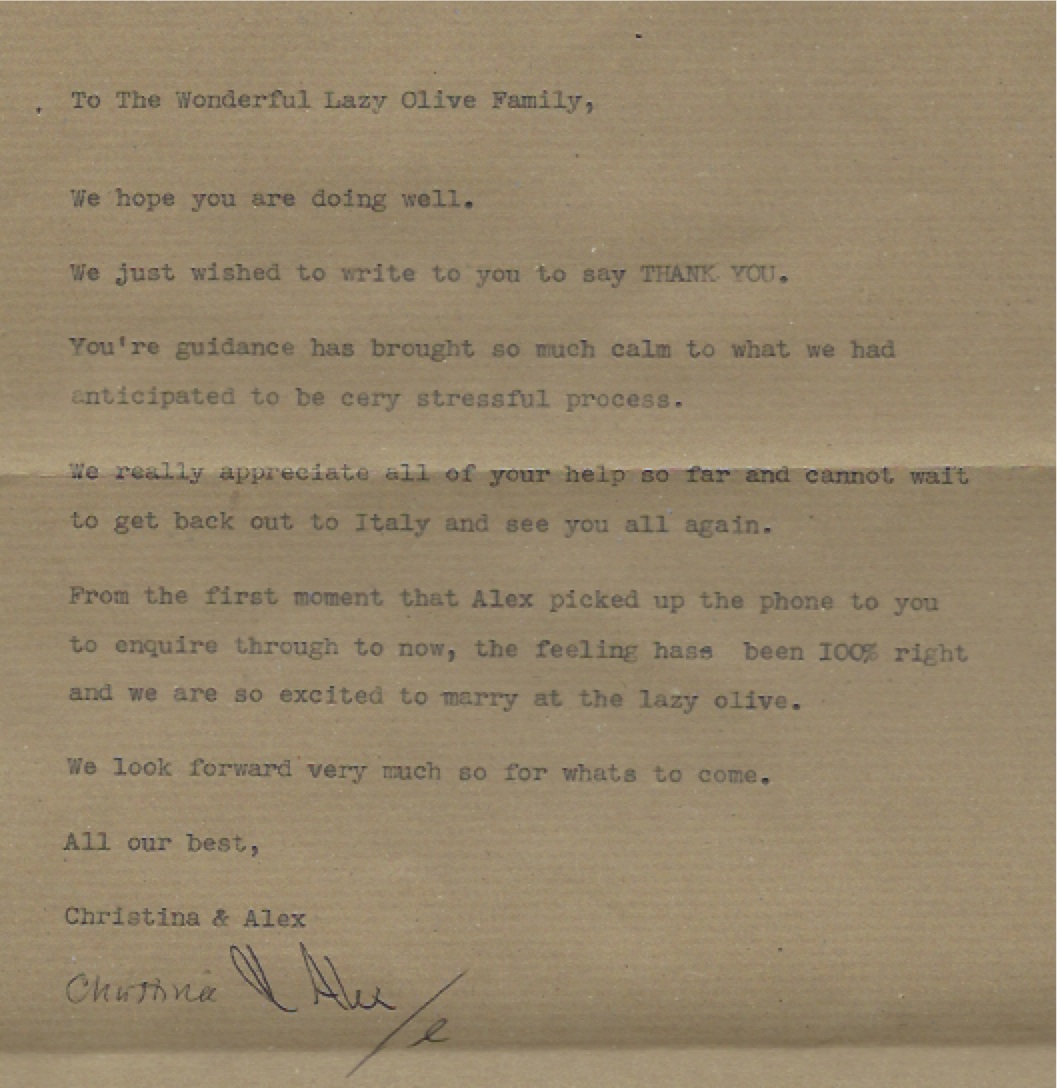 To The Wonderful Lazy Olive Family,
We hope you are doing well.
We just wished to write to you to say THANK YOU.
You're guidance has brought so much calm to what we had
anticipated to be cery stressful process.
We really appreciate all of your help so far and cannot wait
to get back out to Italy and see you all again.
From the first moment that Alex picked up the phone to you
to enquire through to now, the feeling hass been I00% right
and we are so excited to marry at the lazy olive.
We look forward very much so for whats to come.
All our best,
Christina & Alex
Christina & Alex